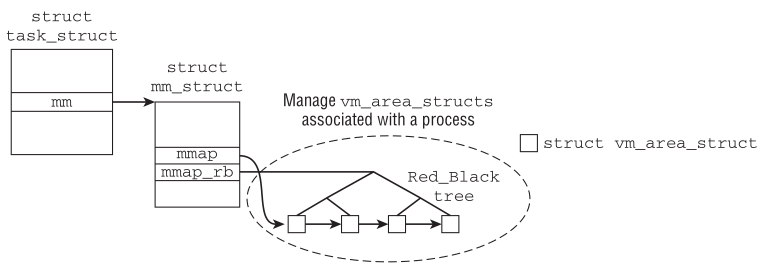 struct
task_struct
mm
struct
mm_struct
mmap
mmap_rb
Manage vm_area_structs
associated with a process
Red_Black
tree
struct vm_area_struct